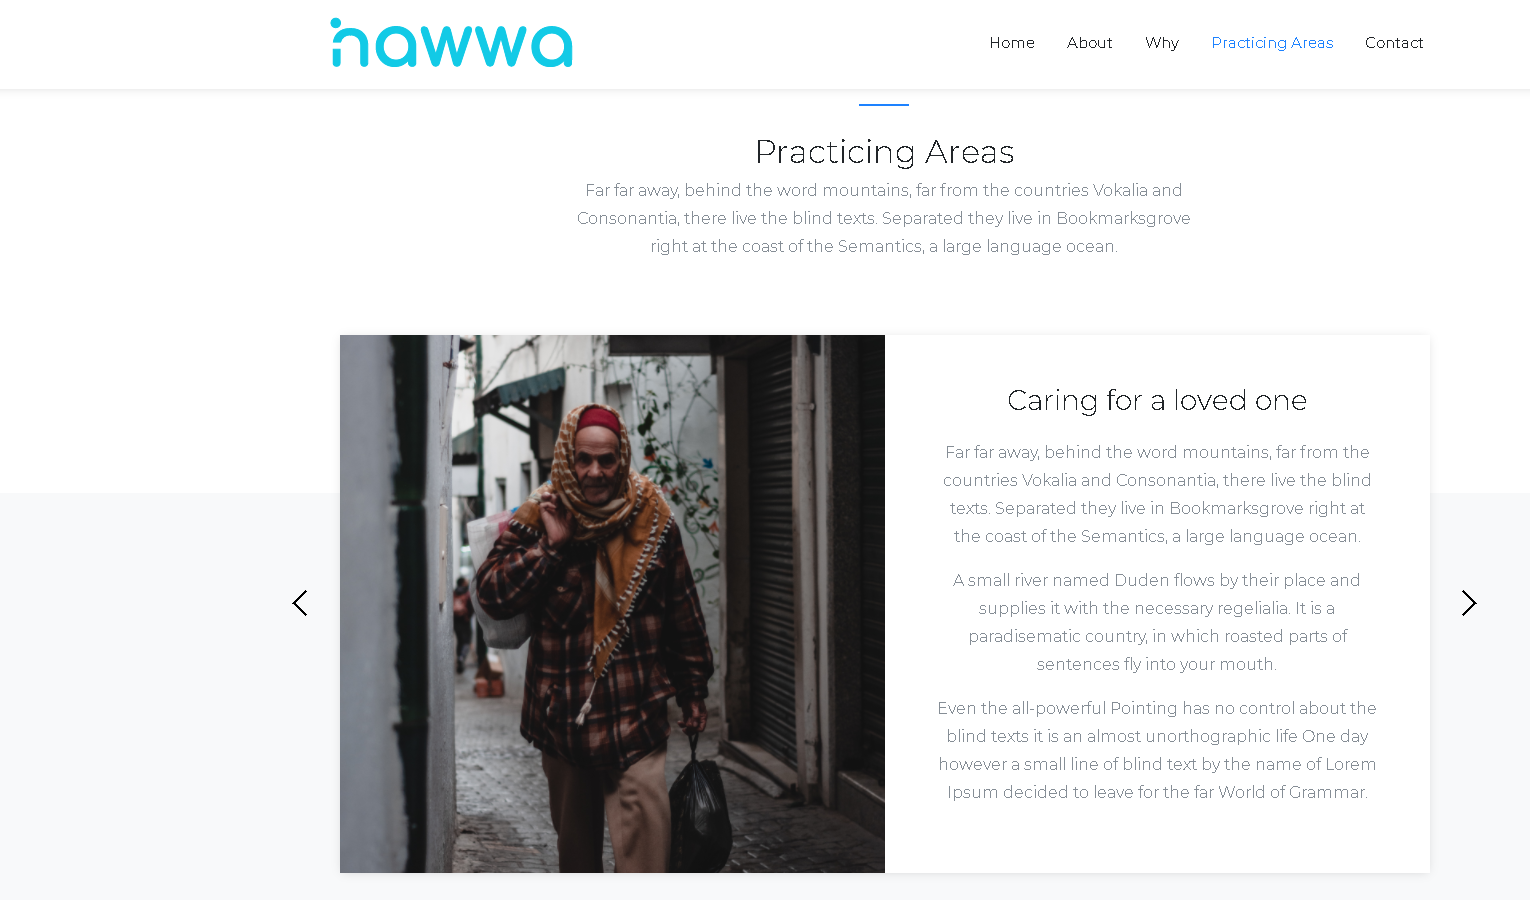 hawwa
Home About Why Practicing Areas Contact
Practicing Areas
Far far away, behind the word mountains, far from the countries Vokalia and
Consonantia, there live the blind texts. Separated they live in Bookmarksgrove
right at the coast of the Semantics, a large language ocean.
Caring for a loved one
Far far away, behind the word mountains, far from the
countries Vokalia and Consonantia, there live the blind
texts. Separated they live in Bookmarksgrove right at
the coast of the Semantics, a large language ocean.
A small river named Duden flows by their place and
supplies it with the necessary regelialia. It is a
paradisematic country, in which roasted parts of
sentences fly into your mouth.
Even the all-powerful Pointing has no control about the
blind texts it is an almost unorthographic life One day
however a small line of blind text by the name of Lorem
Ipsum decided to leave for the far World of Grammar.